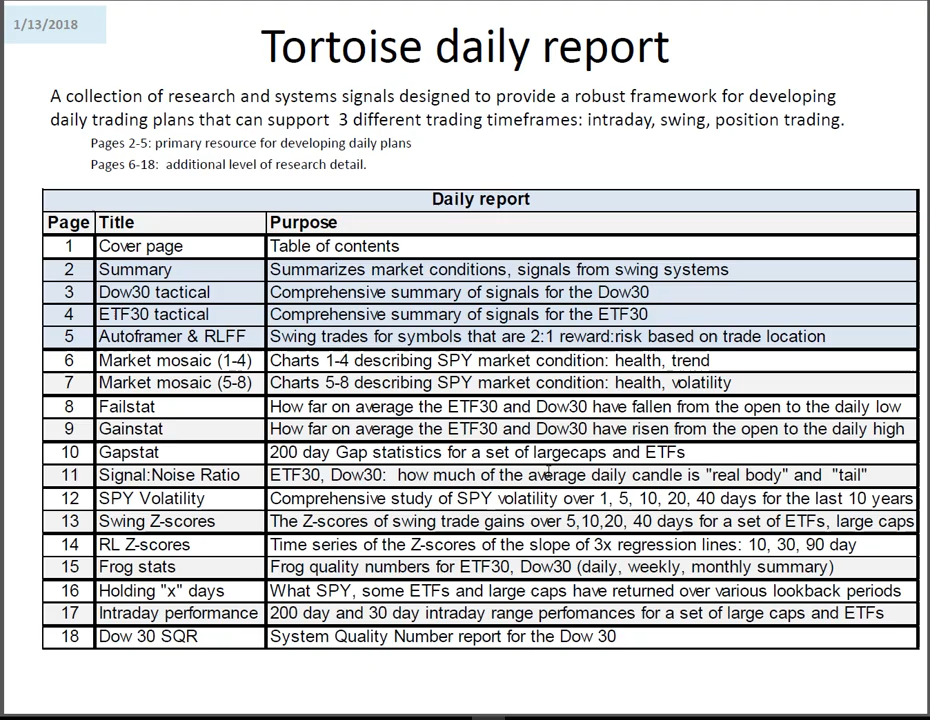 1/13/2018
Tortoise daily report
A collection of research and systems signals designed to provide a robust framework for developing
daily trading plans that can support 3 different trading timeframes: intraday, swing, position trading.
Pages 2-5: primary resource for developing daily plans
Pages 6-18: additional level of research detail.
Daily report
Page Title Purpose
1 Cover page Table of contents
2 Summary Summarizes market conditions, signals from swing systems
3 Dow30 tactical Comprehensive summary of signals for the Dow30
4 ETF30 tactical Comprehensive summary of signals for the ETF30
5 Autoframer & RLFF Swing trades for symbols that are 2:1 reward:risk based on trade location
6 Market mosaic (1-4) Charts 1-4 describing SPY market condition: health, trend
7 Market mosaic (5-8) Charts 5-8 describing SPY market condition: health, volatility
8 Failstat How far on average the ETF30 and Dow30 have fallen from the open to the daily low
9 Gainstat How far on average the ETF30 and Dow30 have risen from the open to the daily high
10 Gapstat 200 day Gap statistics for a set of largecaps and ETFs
11 Signal:Noise Ratio ETF30, Dow30: how much of the average daily candle is "real body" and "tail"
12 SPY Volatility Comprehensive study of SPY volatility over 1, 5, 10, 20, 40 days for the last 10 years
13 Swing Z-scores The Z-scores of swing trade gains over 5,10,20, 40 days for a set of ETFs, large caps
14 RL Z-scores Time series of the Z-scores of the slope of 3x regression lines: 10, 30, 90 day
15 Frog stats Frog quality numbers for ETF30, Dow30 (daily, weekly, monthly summary)
16 Holding "x" days What SPY, some ETFs and large caps have returned over various lookback periods
17 Intraday performance 200 day and 30 day intraday range perfomances for a set of large caps and ETFs
18 Dow 30 SQR System Quality Number report for the Dow 30